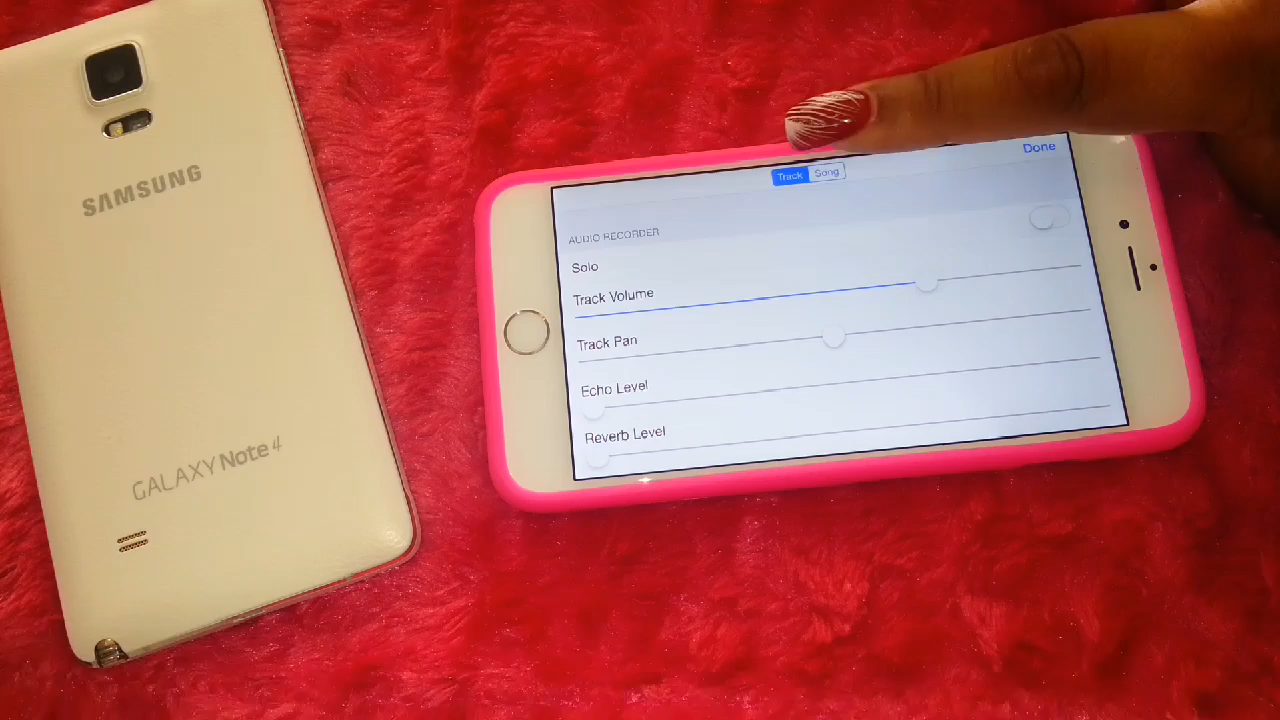 SAMSUNG
GALAXY Note 4
Done
Track Song
AUDIO RECORDER
Solo
Track Volume
Track Pan
Echo Level
Reverb Level